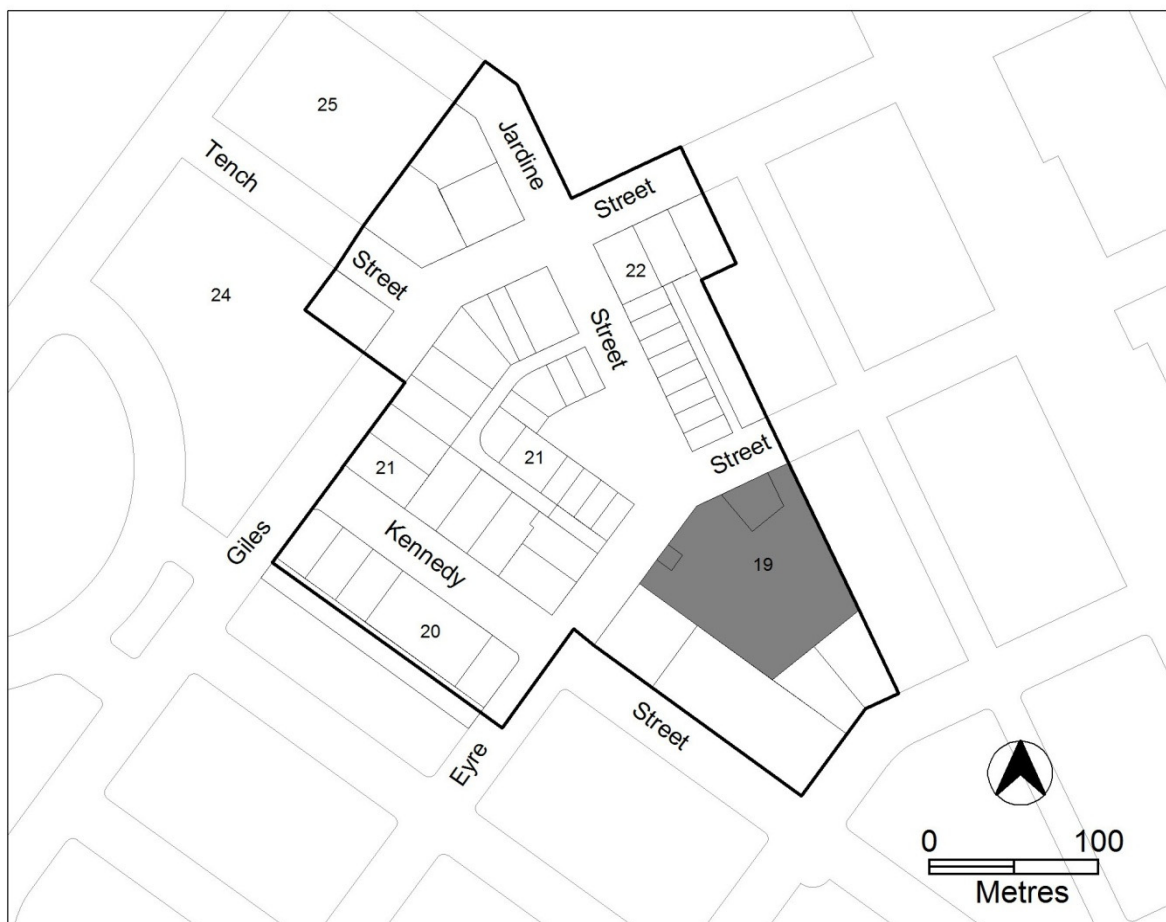 25
Tench
Street
24
Jardine
Street
22
Street
Street
21
21
Kennedy
19
Giles
20
Street
Eyre
0 100
Metres